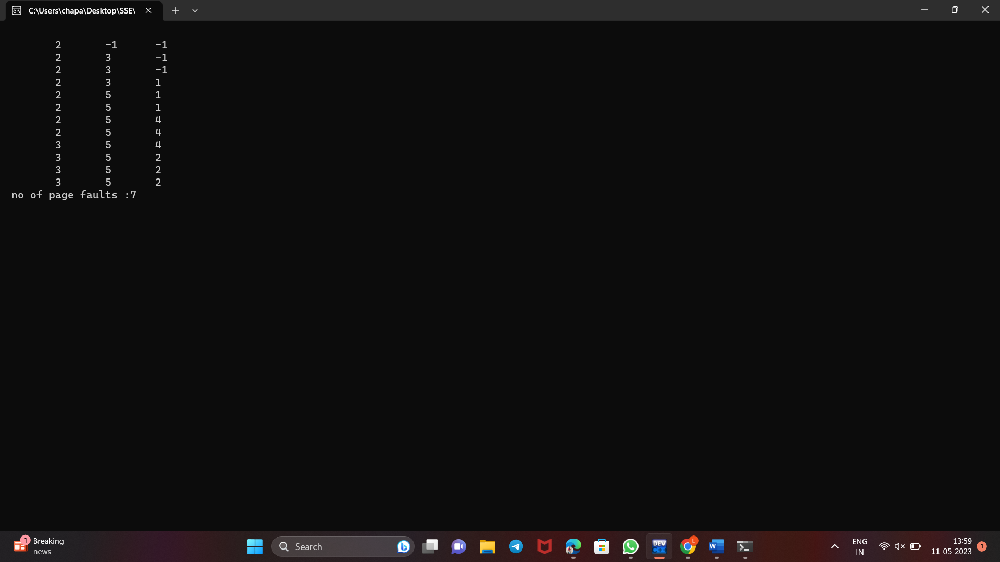 C:\Users\chapa\Desktop\SSE\
2 -1 -1
2 3 -1
2 3 -1
2 3 1
2 5 1
2 5 1
2 5 4
2 5 4
3 5 4
3 5 2
3 5 2
3 5 2
no of page faults :7
1
Breaking
news
Search
DEV
C++
L
W
ENG
IN
13:59
11-05-2023
1